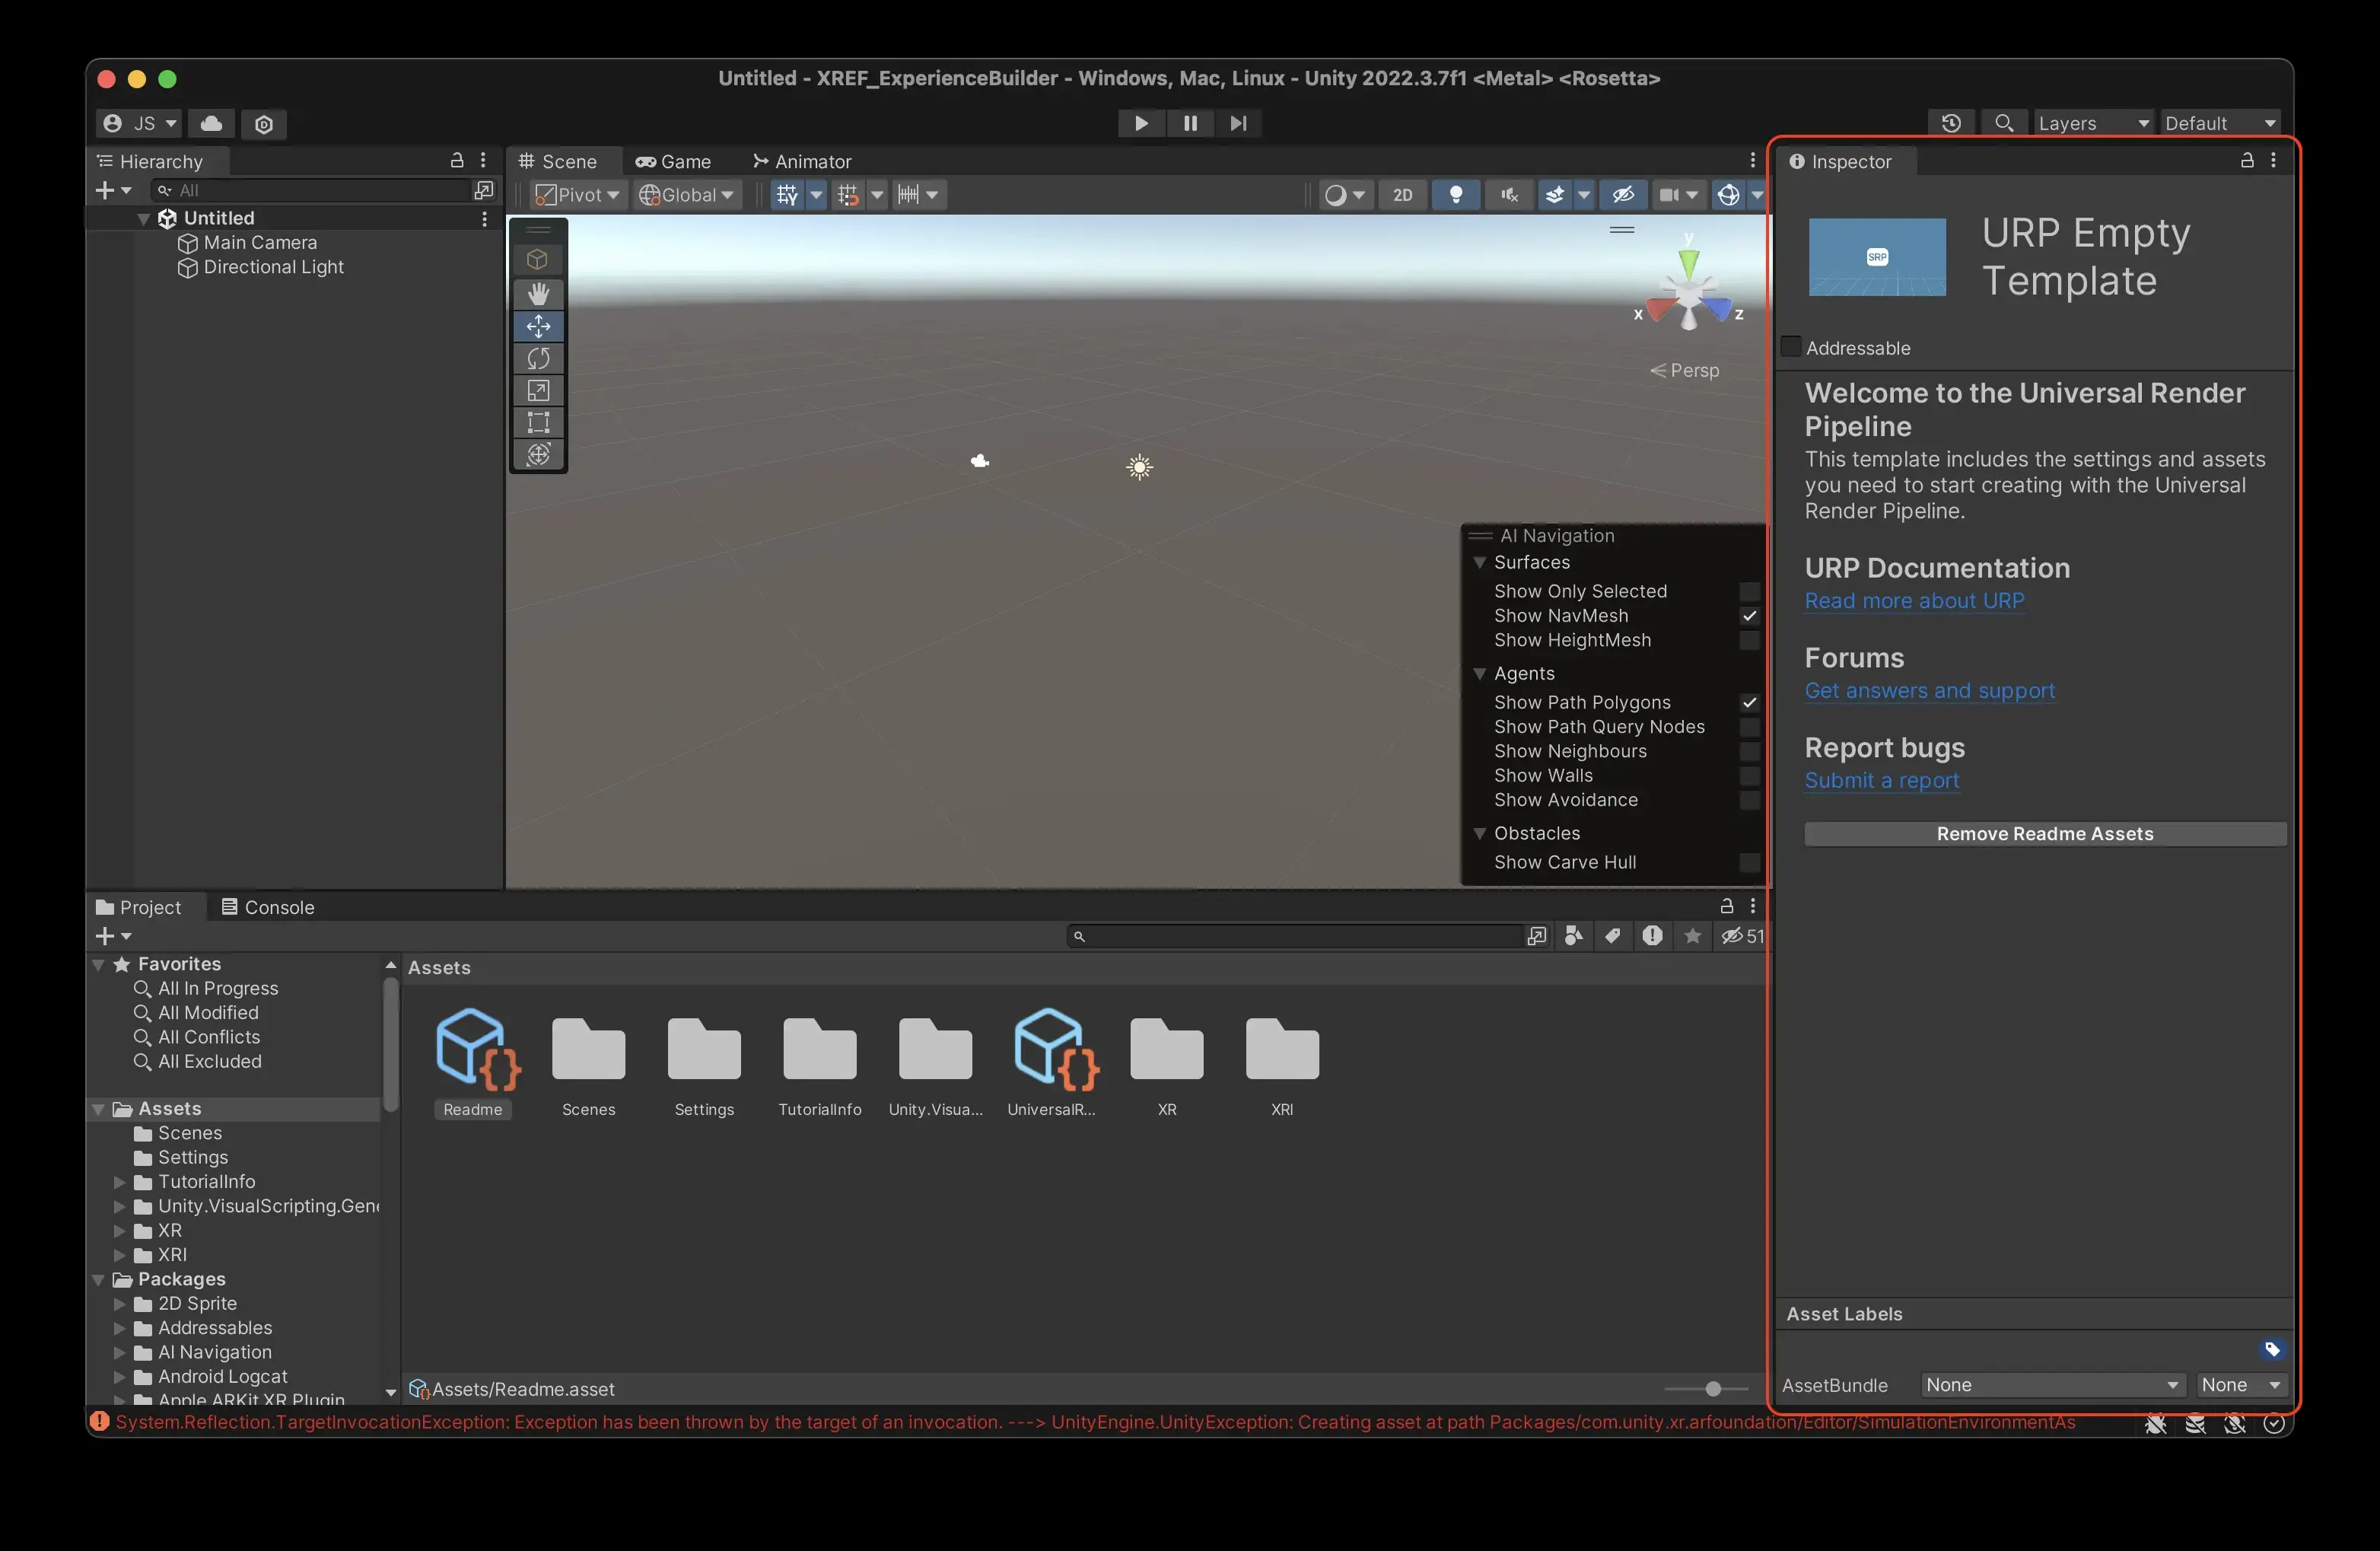 Untitled - XREF_ExperienceBuilder - Windows, Mac, Linux - Unity 2022.3.7f1 <Metal> <Rosetta>
JS
Layers
Default
Hierarchy
All
Untitled
Main Camera
Directional Light
Scene
Game
Animator
Pivot
Global
2D
y
x
z
Persp
AI Navigation
Surfaces
Show Only Selected
Show NavMesh
Show HeightMesh
Agents
Show Path Polygons
Show Path Query Nodes
Show Neighbours
Show Walls
Show Avoidance
Obstacles
Show Carve Hull
Inspector
SRP
URP Empty
Template
Addressable
Welcome to the Universal Render
Pipeline
This template includes the settings and assets
you need to start creating with the Universal
Render Pipeline.
URP Documentation
Read more about URP
Forums
Get answers and support
Report bugs
Submit a report
Remove Readme Assets
Asset Labels
AssetBundle
None
None
Project
Console
51
Favorites
All In Progress
All Modified
All Conflicts
All Excluded
Assets
Scenes
Settings
TutorialInfo
Unity.VisualScripting.Gene
XR
XRI
Packages
2D Sprite
Addressables
AI Navigation
Android Logcat
Apple ARKit XR Plugin
Assets
Readme
Scenes
Settings
TutorialInfo
Unity.Visua...
UniversalR...
XR
XRI
Assets/Readme.asset
System.Reflection.TargetInvocationException: Exception has been thrown by the target of an invocation. ---> UnityEngine.UnityException: Creating asset at path Packages/com.unity.xr.arfoundation/Editor/SimulationEnvironmentAs